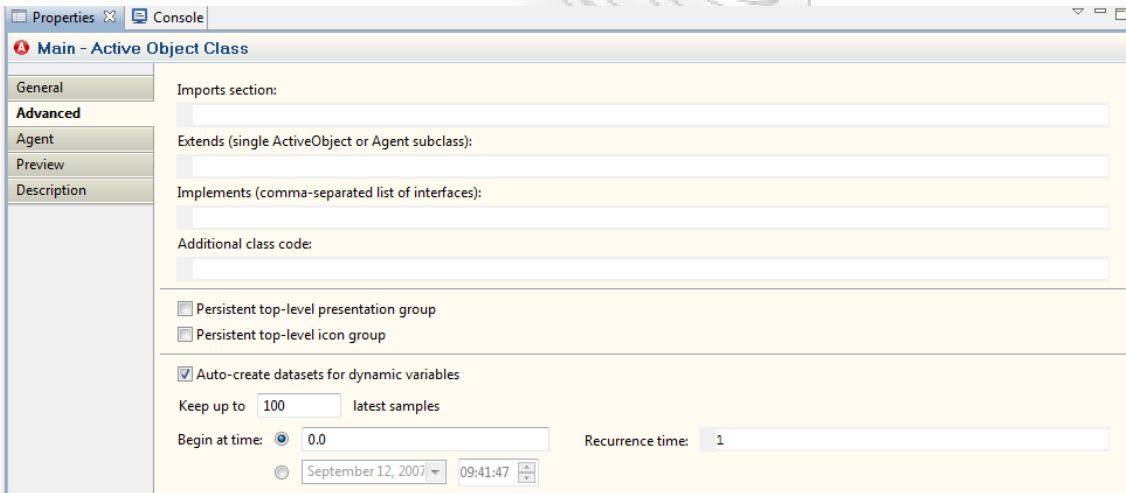 Properties Console
Main - Active Object Class
General
Advanced
Agent
Preview
Description
Imports section:
Extends (single ActiveObject or Agent subclass):
Implements (comma-separated list of interfaces):
Additional class code:
Persistent top-level presentation group
Persistent top-level icon group
Auto-create datasets for dynamic variables
Keep up to 100 latest samples
Begin at time: 0.0 Recurrence time: 1
September 12, 2007 09:41:47